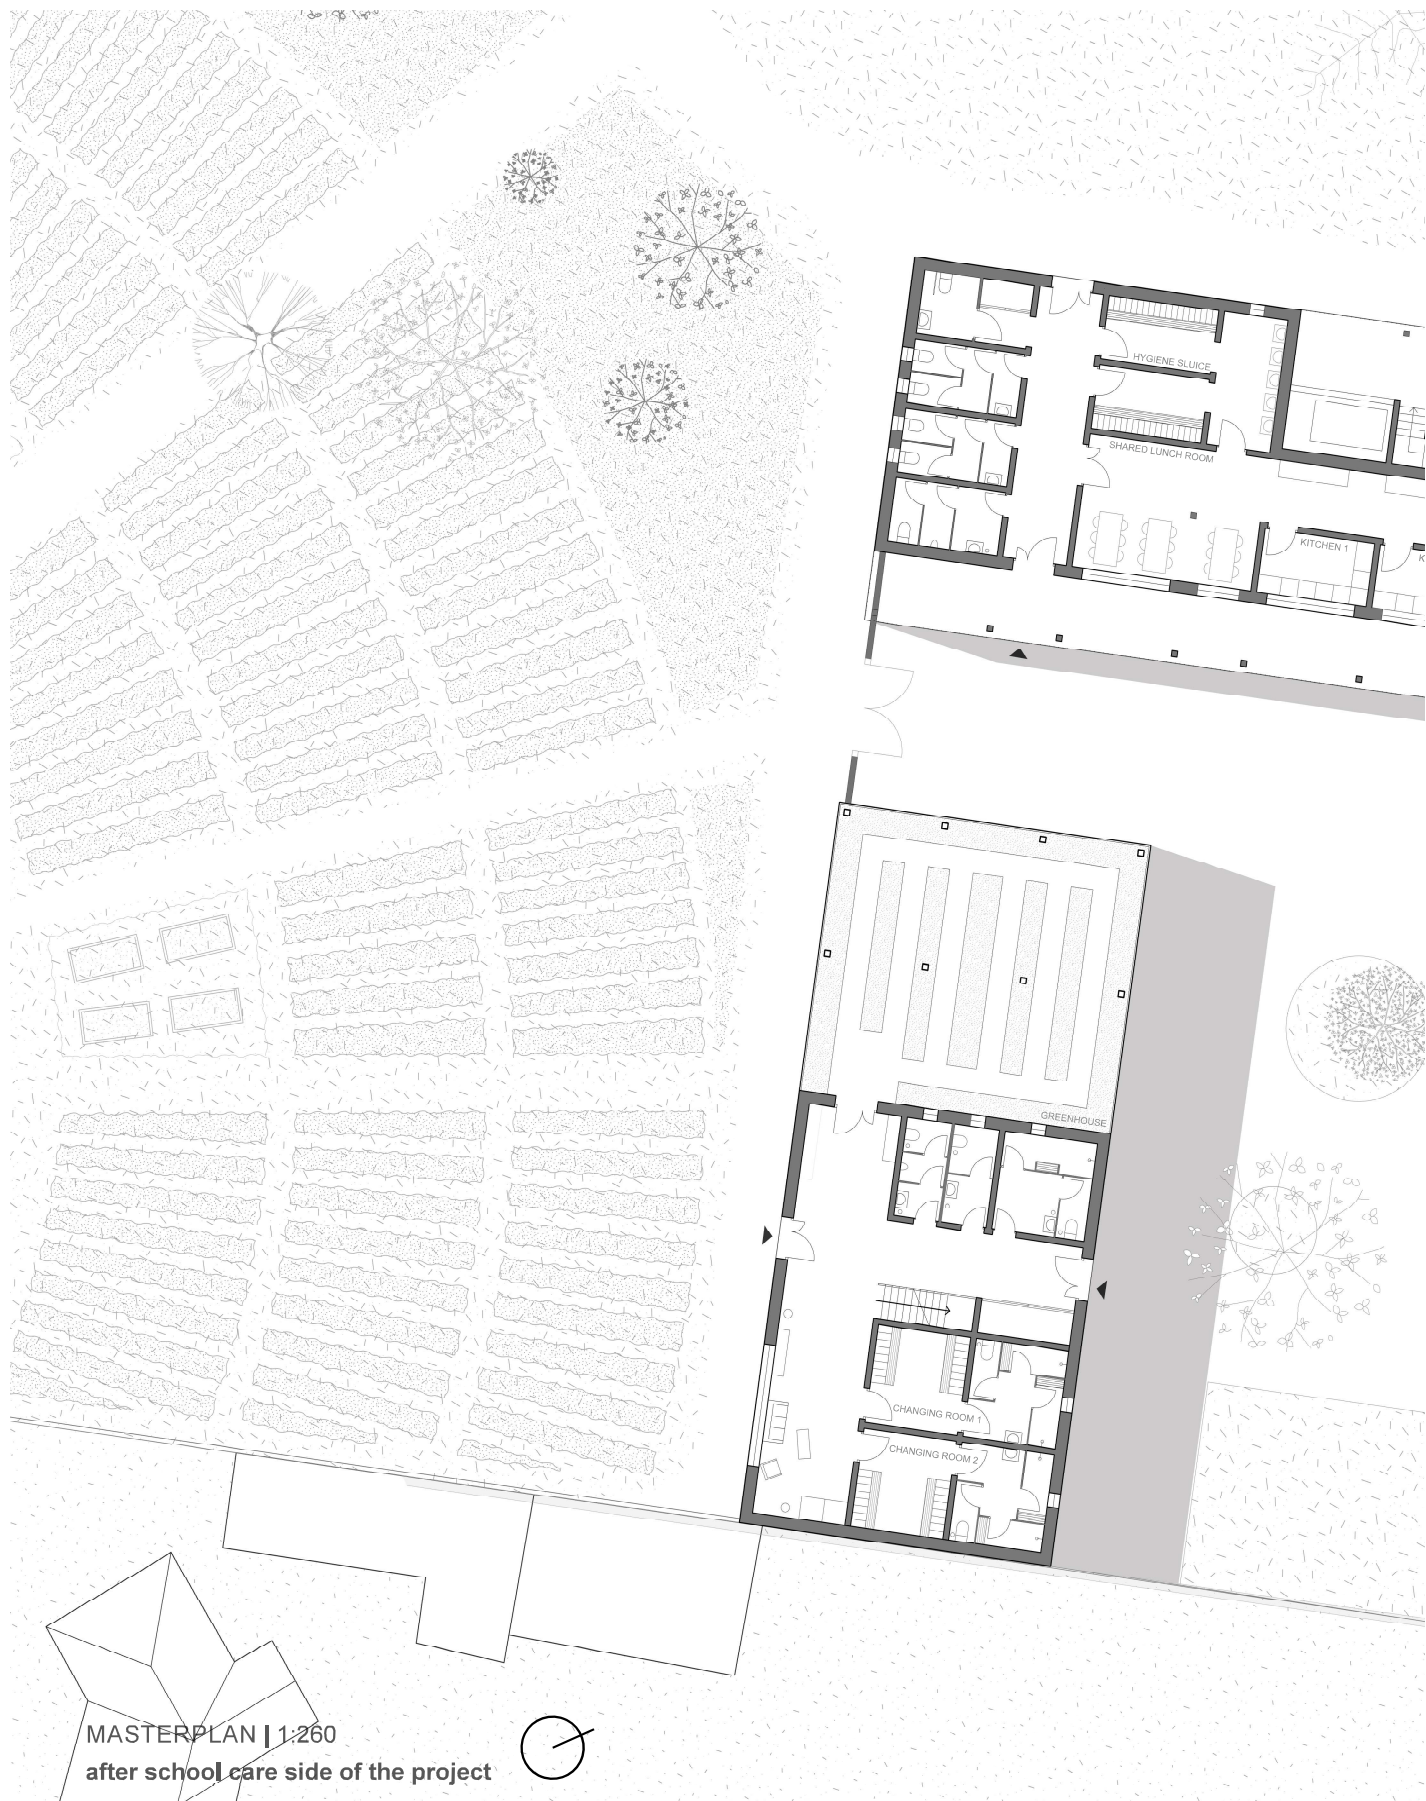 HYGIENE SLUICE
SHARED LUNCH ROOM
KITCHEN 1
K
GREENHOUSE
CHANGING ROOM 1
CHANGING ROOM 2
MASTERPLAN | 1:260
after school care side of the project